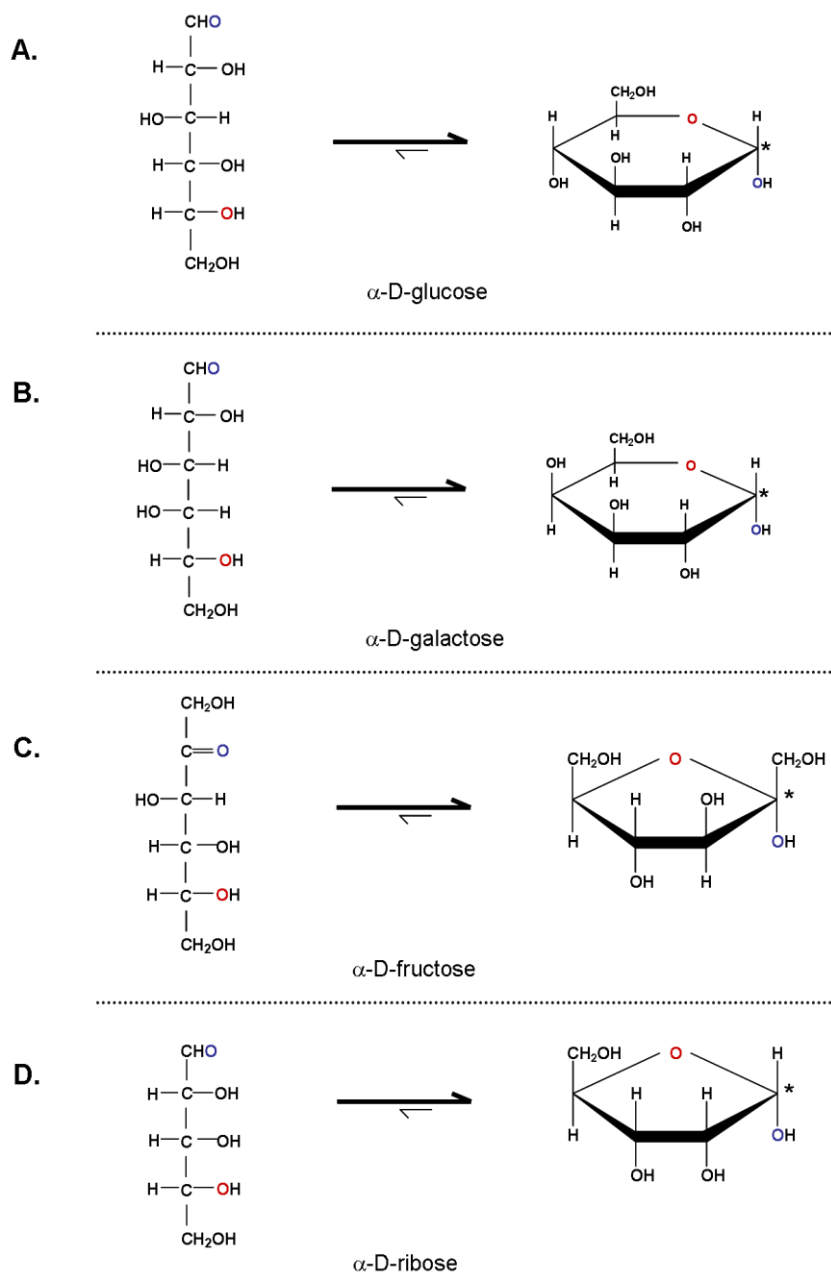 A.
CHO
H—C—OH
HO—C—H
H—C—OH
H—C—OH
CH₂OH
CH₂OH
H O H
H *
OH H
OH OH
H OH
α-D-glucose
B.
CHO
H—C—OH
HO—C—H
HO—C—H
H—C—OH
CH₂OH
CH₂OH
OH O H
H *
OH H
H OH
H OH
α-D-galactose
C.
CH₂OH
C=O
HO—C—H
H—C—OH
H—C—OH
CH₂OH
CH₂OH O CH₂OH
H OH *
H OH
OH H
α-D-fructose
D.
CHO
H—C—OH
H—C—OH
H—C—OH
CH₂OH
CH₂OH O H
H H *
H OH
OH OH
α-D-ribose